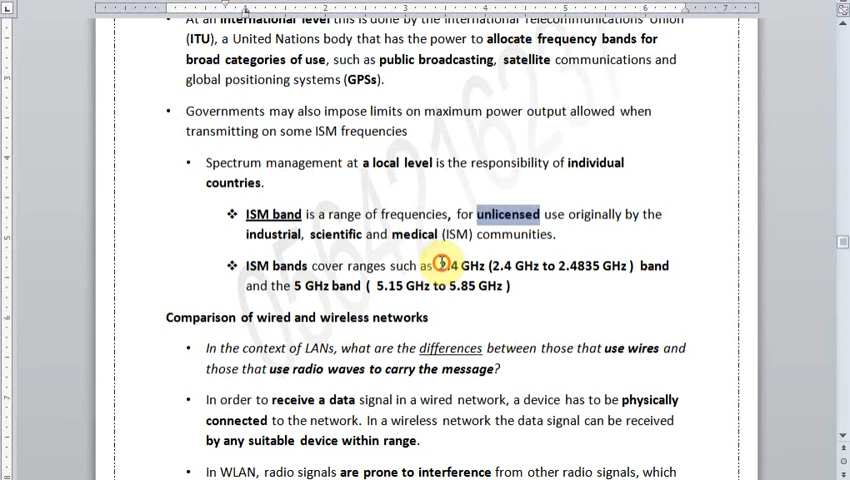 At an international level this is done by the International Telecommunications Union
(ITU), a United Nations body that has the power to allocate frequency bands for
broad categories of use, such as public broadcasting, satellite communications and
global positioning systems (GPSs).
• Governments may also impose limits on maximum power output allowed when
transmitting on some ISM frequencies
• Spectrum management at a local level is the responsibility of individual
countries.
❖ ISM band is a range of frequencies, for unlicensed use originally by the
industrial, scientific and medical (ISM) communities.
❖ ISM bands cover ranges such as 2.4 GHz (2.4 GHz to 2.4835 GHz ) band
and the 5 GHz band ( 5.15 GHz to 5.85 GHz )
Comparison of wired and wireless networks
• In the context of LANs, what are the differences between those that use wires and
those that use radio waves to carry the message?
• In order to receive a data signal in a wired network, a device has to be physically
connected to the network. In a wireless network the data signal can be received
by any suitable device within range.
• In WLAN, radio signals are prone to interference from other radio signals, which